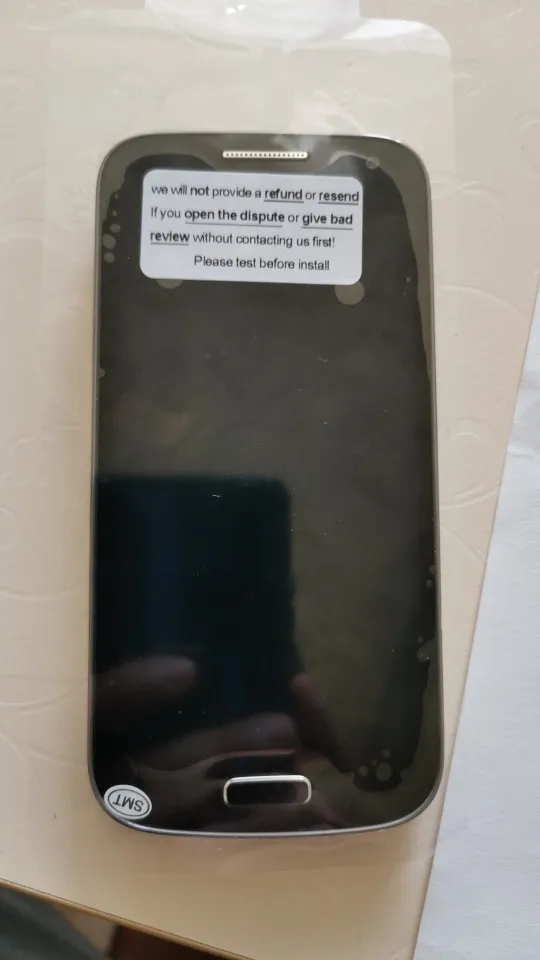 we will not provide a refund or resend
If you open the dispute or give bad
review without contacting us first!
Please test before install
SMT